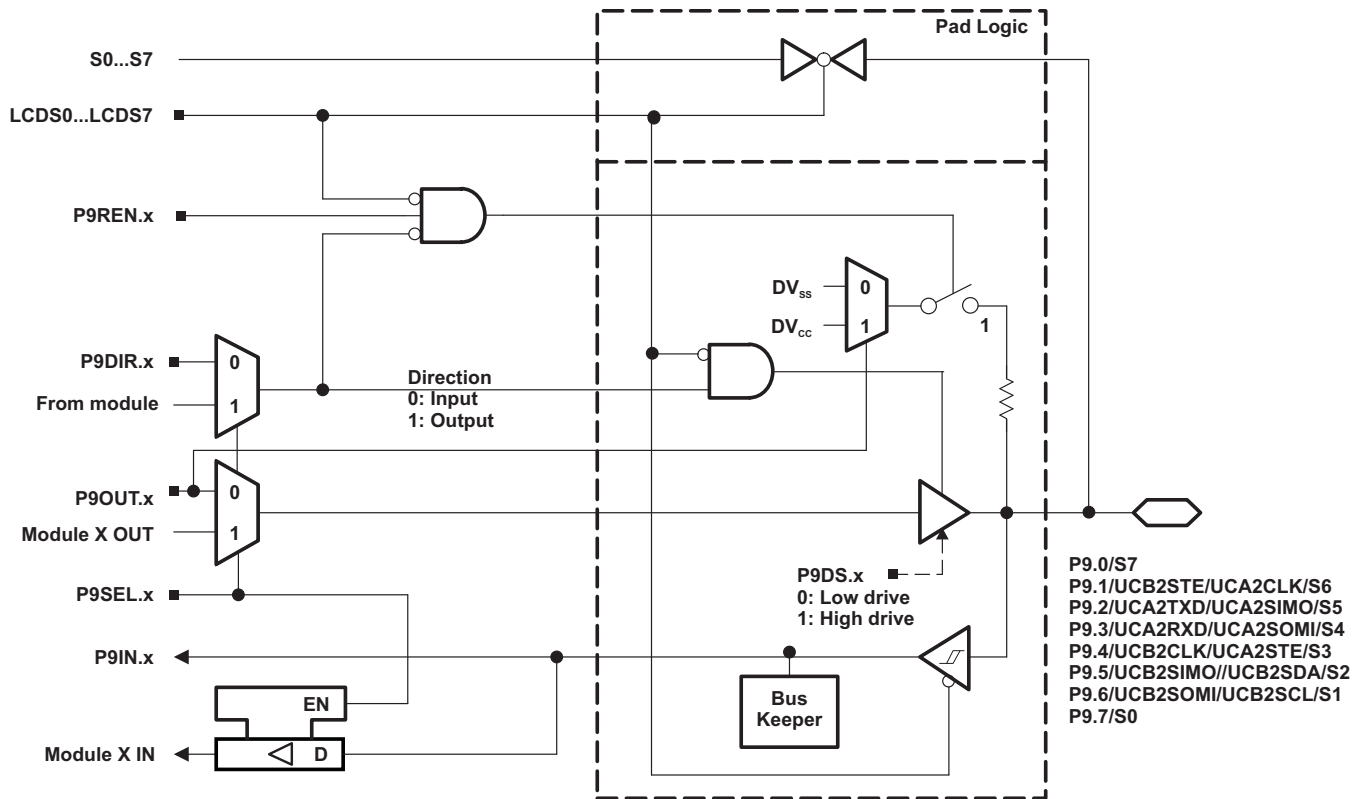 Pad Logic
S0...S7
LCDS0...LCDS7
P9REN.x
DVSS
0
DVCC
1
1
P9DIR.x
0
From module
1
Direction
0: Input
1: Output
P9OUT.x
0
Module X OUT
1
P9SEL.x
P9DS.x
0: Low drive
1: High drive
P9IN.x
EN
Bus
Keeper
Module X IN
D
P9.0/S7
P9.1/UCB2STE/UCA2CLK/S6
P9.2/UCA2TXD/UCA2SIMO/S5
P9.3/UCA2RXD/UCA2SOMI/S4
P9.4/UCB2CLK/UCA2STE/S3
P9.5/UCB2SIMO//UCB2SDA/S2
P9.6/UCB2SOMI/UCB2SCL/S1
P9.7/S0